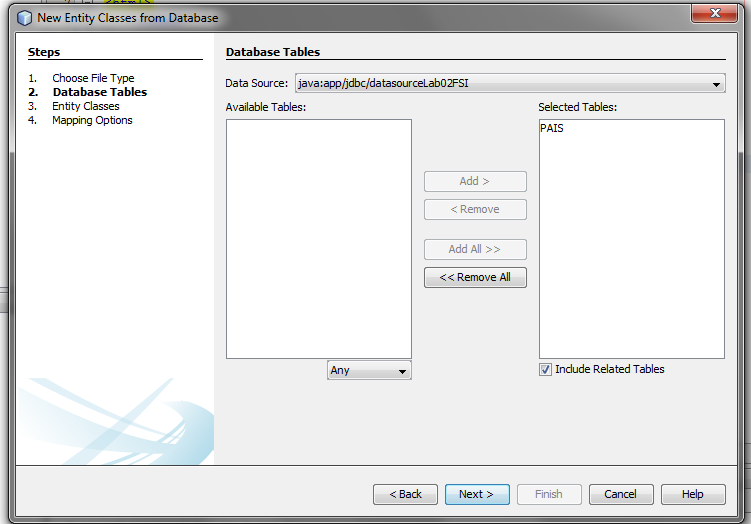 <html>
New Entity Classes from Database
Steps
1. Choose File Type
2. Database Tables
3. Entity Classes
4. Mapping Options
Database Tables
Data Source: java:app/jdbc/datasourceLab02FSI
Available Tables:
Selected Tables:
PAIS
Add >
< Remove
Add All >>
<< Remove All
Any
Include Related Tables
< Back Next > Finish Cancel Help